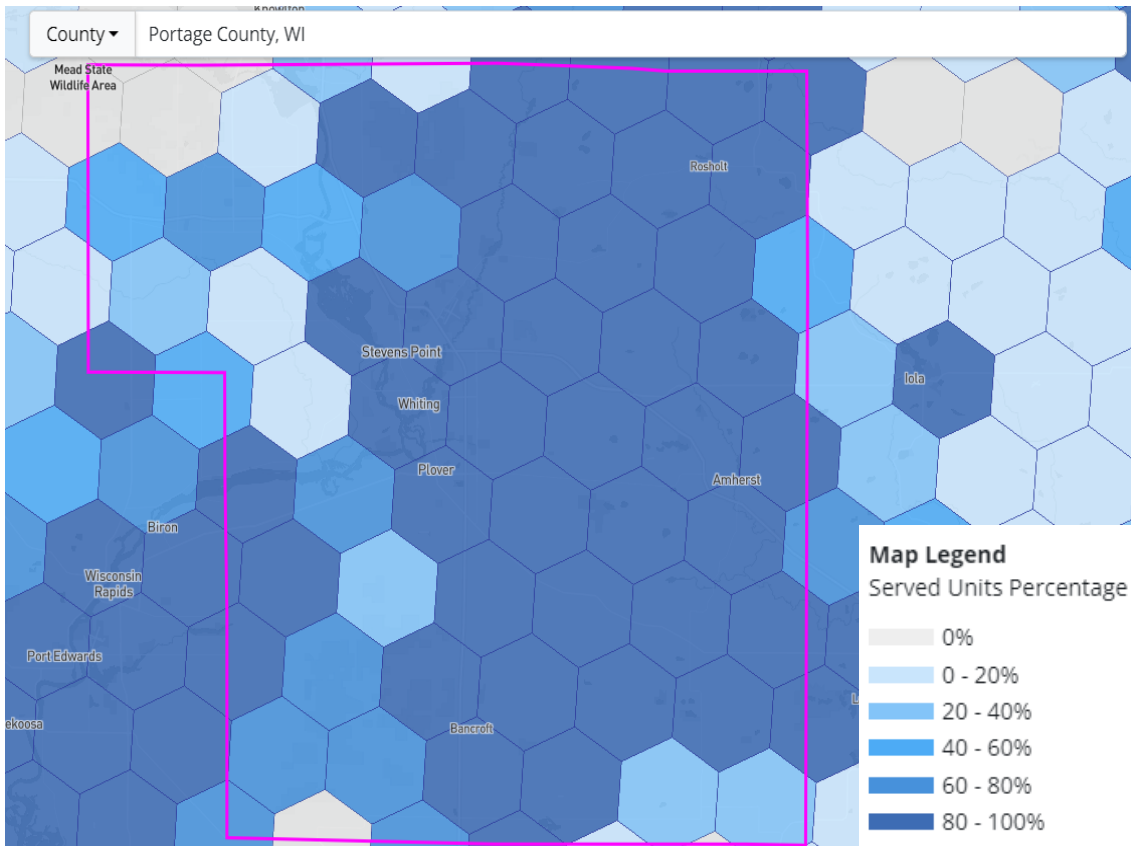 Knowlton
County
Portage County, WI
Mead State
Wildlife Area
Rosholt
Stevens Point
Iola
Whiting
Plover
Amherst
Biron
Wisconsin
Rapids
Port Edwards
ekoosa
Bancroft
L
Map Legend
Served Units Percentage
0%
0 - 20%
20 - 40%
40 - 60%
60 - 80%
80 - 100%